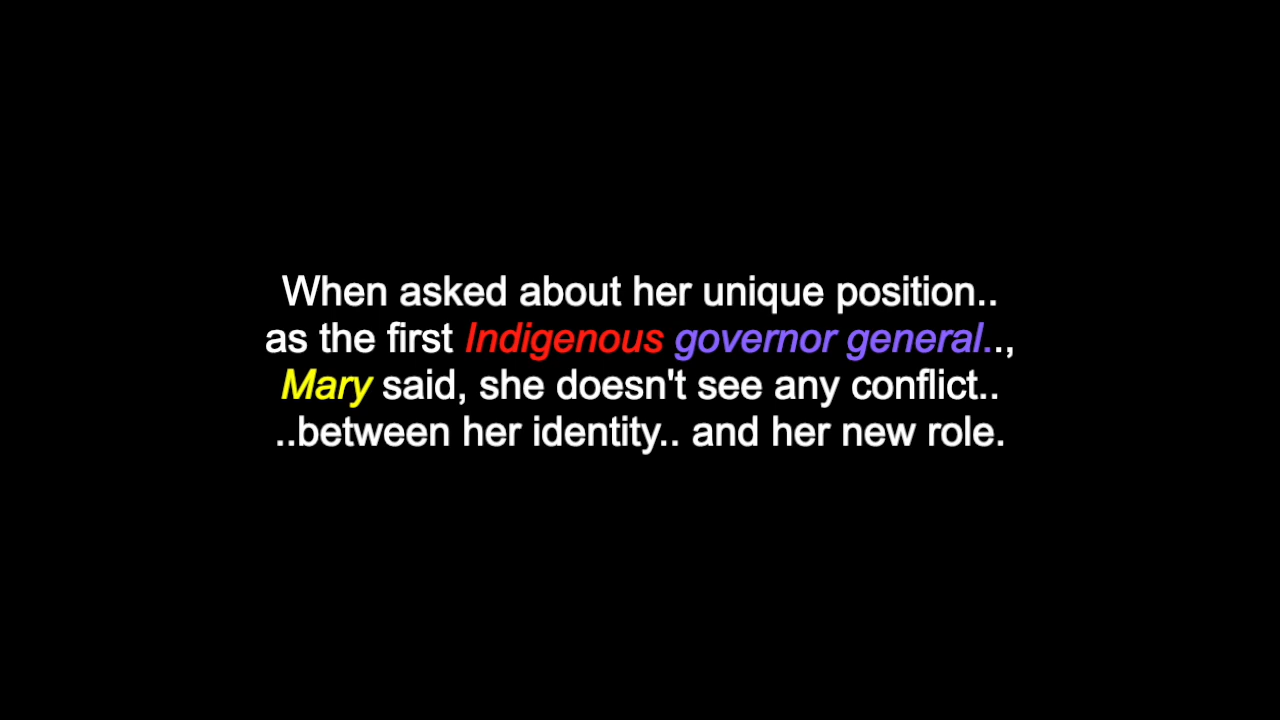 When asked about her unique position..
as the first Indigenous governor general..,
Mary said, she doesn't see any conflict..
..between her identity.. and her new role.